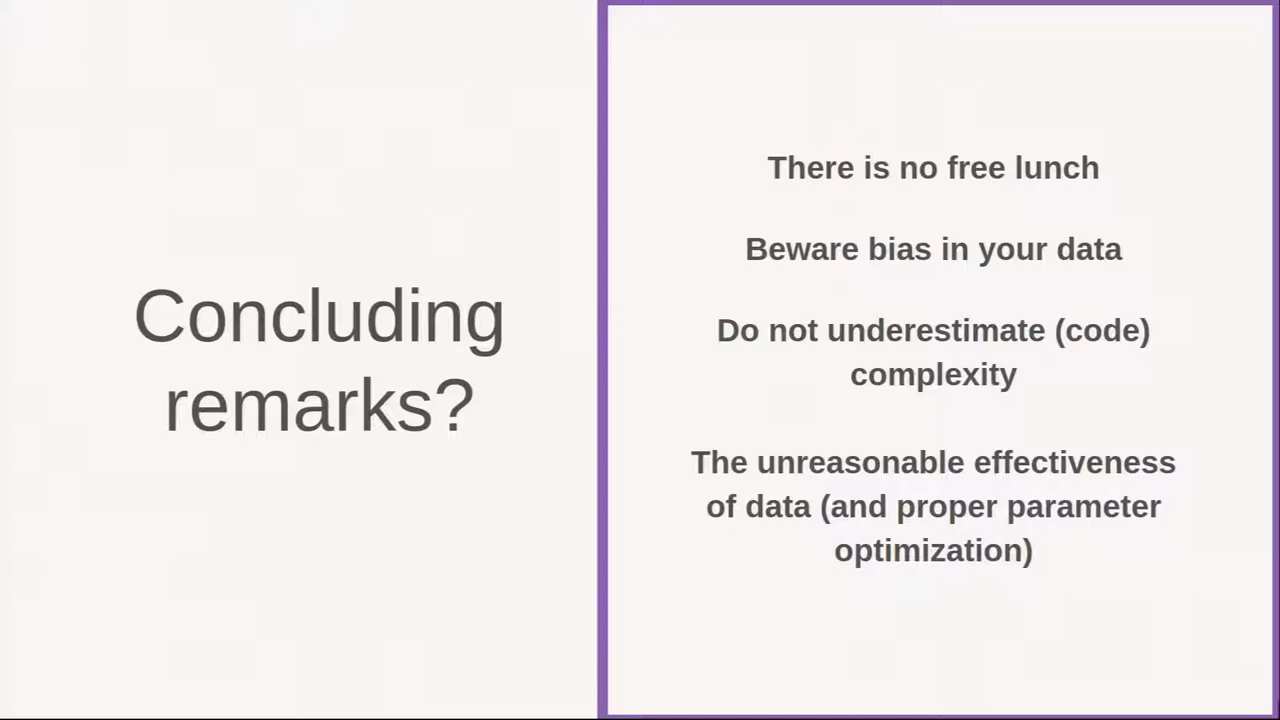 Concluding
remarks?
There is no free lunch
Beware bias in your data
Do not underestimate (code)
complexity
The unreasonable effectiveness
of data (and proper parameter
optimization)